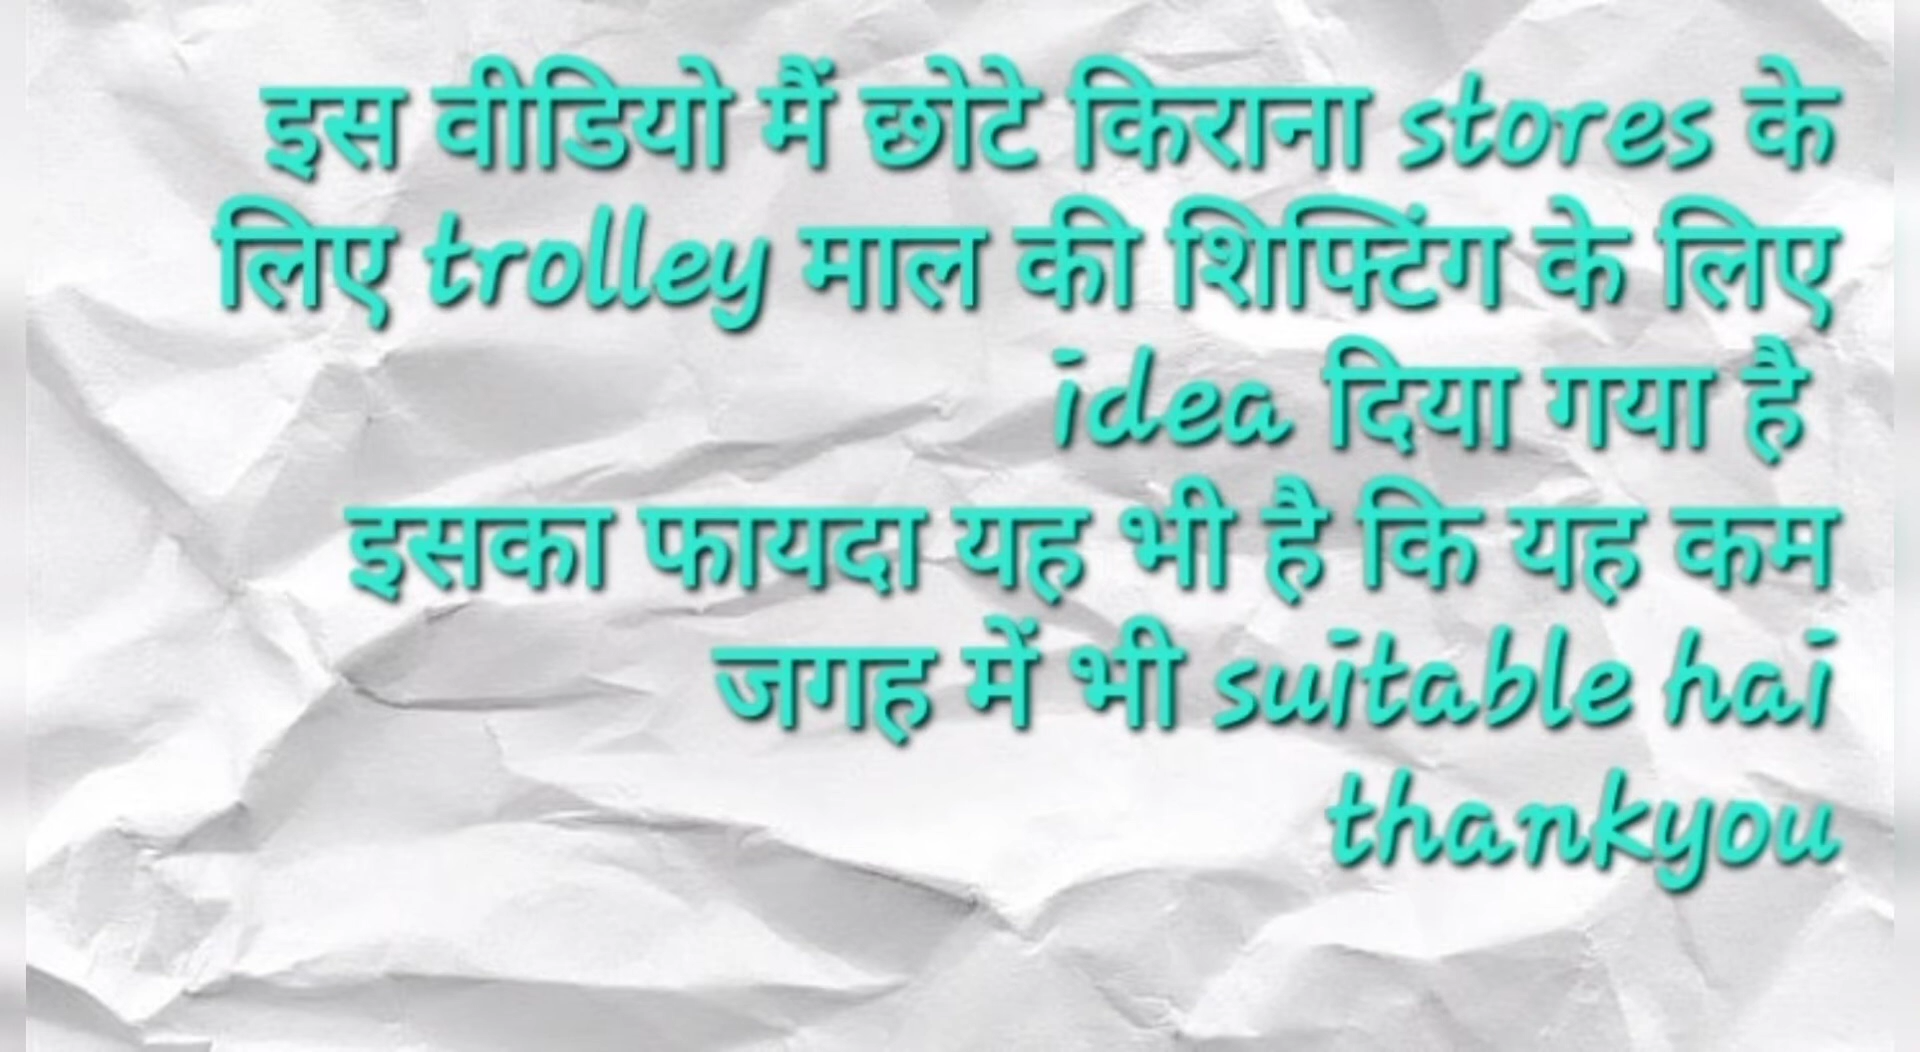 इस वीडियो मैं छोटे किराना stores के
लिए trolley माल की शिफ्टिंग के लिए
idea दिया गया है
इसका फायदा यह भी है कि यह कम
जगह में भी suitable hai
thankyou